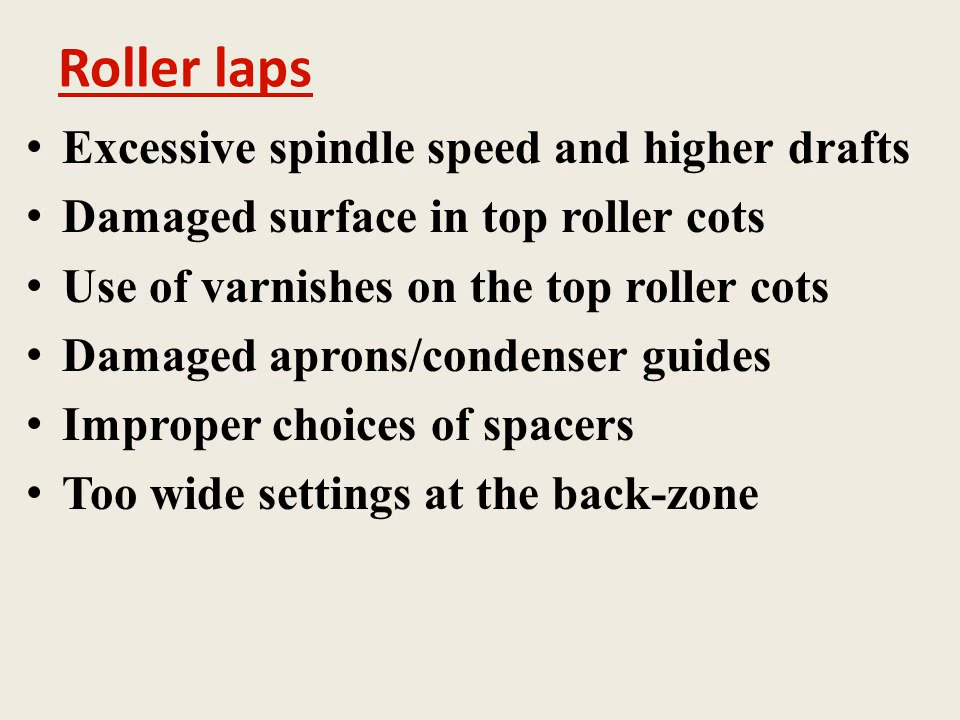 Roller laps
• Excessive spindle speed and higher drafts
• Damaged surface in top roller cots
• Use of varnishes on the top roller cots
• Damaged aprons/condenser guides
• Improper choices of spacers
• Too wide settings at the back-zone